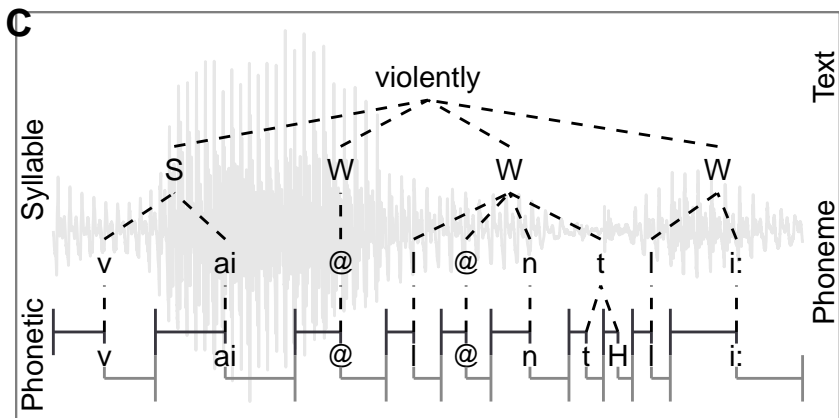 C
Text
violently
Syllable
S W W W
Phoneme
v ai @ l @ n t l i:
Phonetic
v ai @ l @ n t H l i: